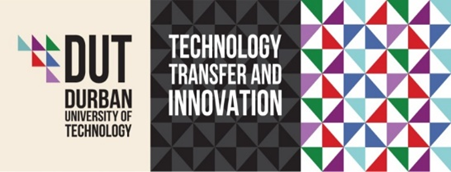 DUT
DURBAN
UNIVERSITY OF
TECHNOLOGY
TECHNOLOGY
TRANSFER AND
INNOVATION